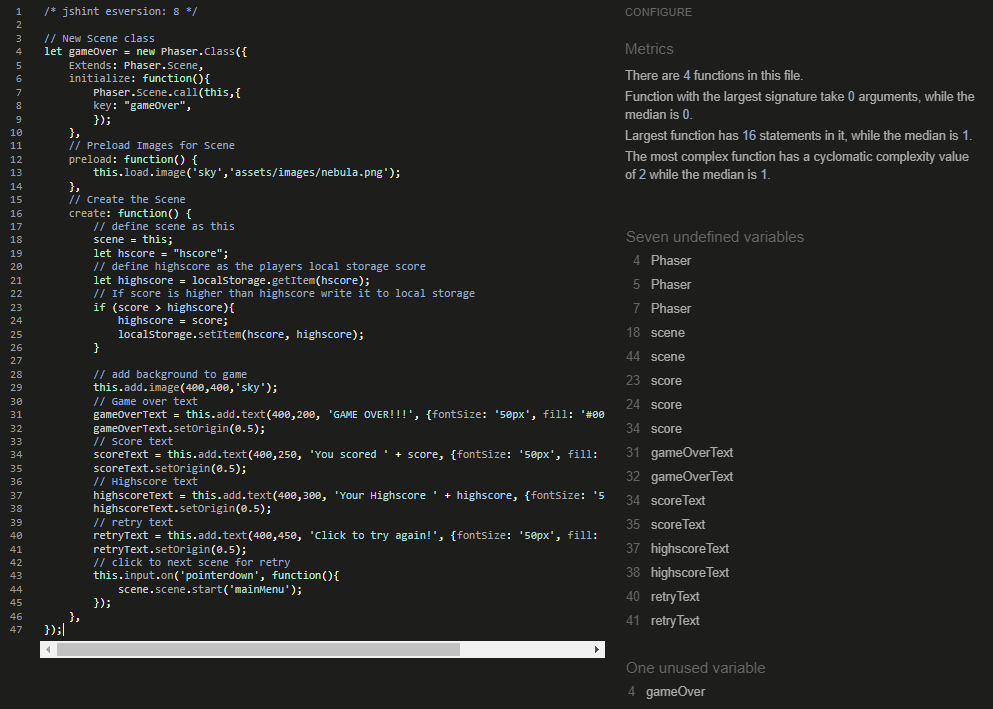 1 /* jshint esversion: 8 */
2
3 // New Scene class
4 let gameOver = new Phaser.Class({
5     Extends: Phaser.Scene,
6     initialize: function(){
7         Phaser.Scene.call(this,{
8         key: "gameOver",
9         });
10     },
11     // Preload Images for Scene
12     preload: function() {
13         this.load.image('sky','assets/images/nebula.png');
14     },
15     // Create the Scene
16     create: function() {
17         // define scene as this
18         scene = this;
19         let hscore = "hscore";
20         // define highscore as the players local storage score
21         let highscore = localStorage.getItem(hscore);
22         // If score is higher than highscore write it to local storage
23         if (score > highscore){
24             highscore = score;
25             localStorage.setItem(hscore, highscore);
26         }
27
28         // add background to game
29         this.add.image(400,400,'sky');
30         // Game over text
31         gameOverText = this.add.text(400,200, 'GAME OVER!!!', {fontSize: '50px', fill: '#00
32         gameOverText.setOrigin(0.5);
33         // Score text
34         scoreText = this.add.text(400,250, 'You scored ' + score, {fontSize: '50px', fill:
35         scoreText.setOrigin(0.5);
36         // Highscore text
37         highscoreText = this.add.text(400,300, 'Your Highscore ' + highscore, {fontSize: '5
38         highscoreText.setOrigin(0.5);
39         // retry text
40         retryText = this.add.text(400,450, 'Click to try again!', {fontSize: '50px', fill:
41         retryText.setOrigin(0.5);
42         // click to next scene for retry
43         this.input.on('pointerdown', function(){
44             scene.scene.start('mainMenu');
45         });
46     },
47 });
CONFIGURE
Metrics
There are 4 functions in this file.
Function with the largest signature take 0 arguments, while the
median is 0.
Largest function has 16 statements in it, while the median is 1.
The most complex function has a cyclomatic complexity value
of 2 while the median is 1.
Seven undefined variables
4 Phaser
5 Phaser
7 Phaser
18 scene
44 scene
23 score
24 score
34 score
31 gameOverText
32 gameOverText
34 scoreText
35 scoreText
37 highscoreText
38 highscoreText
40 retryText
41 retryText
One unused variable
4 gameOver